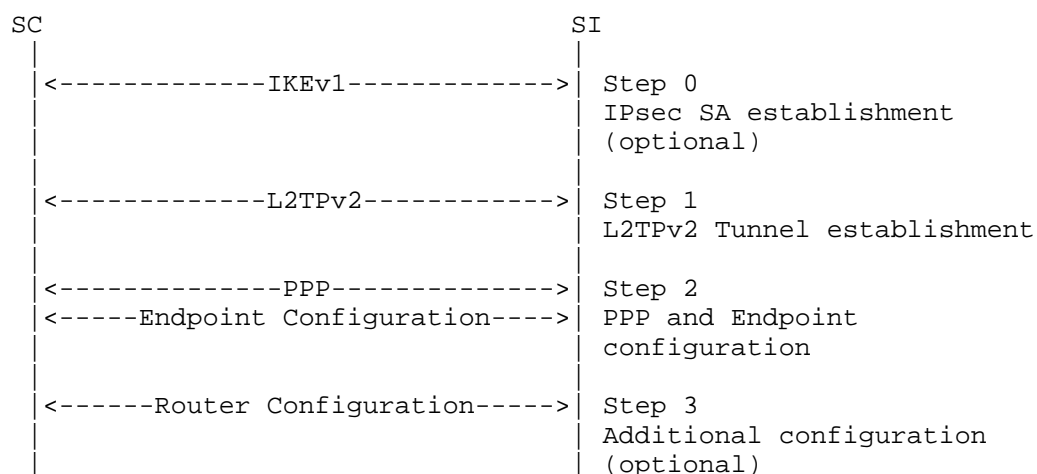 SC SI
<-------------IKEv1-------------> Step 0
IPsec SA establishment
(optional)
<-------------L2TPv2------------> Step 1
L2TPv2 Tunnel establishment
<--------------PPP--------------> Step 2
<-----Endpoint Configuration----> PPP and Endpoint
configuration
<------Router Configuration-----> Step 3
Additional configuration
(optional)